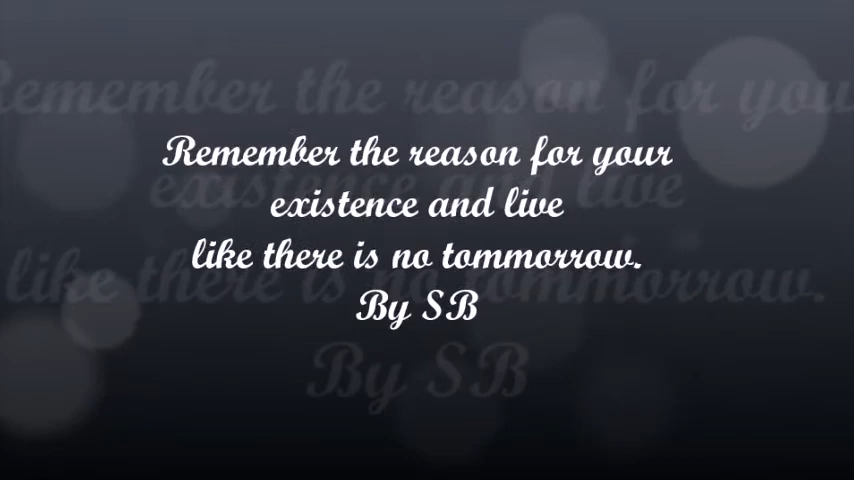 Remember the reason for your
existence and live
like there is no tommorrow.
By SB